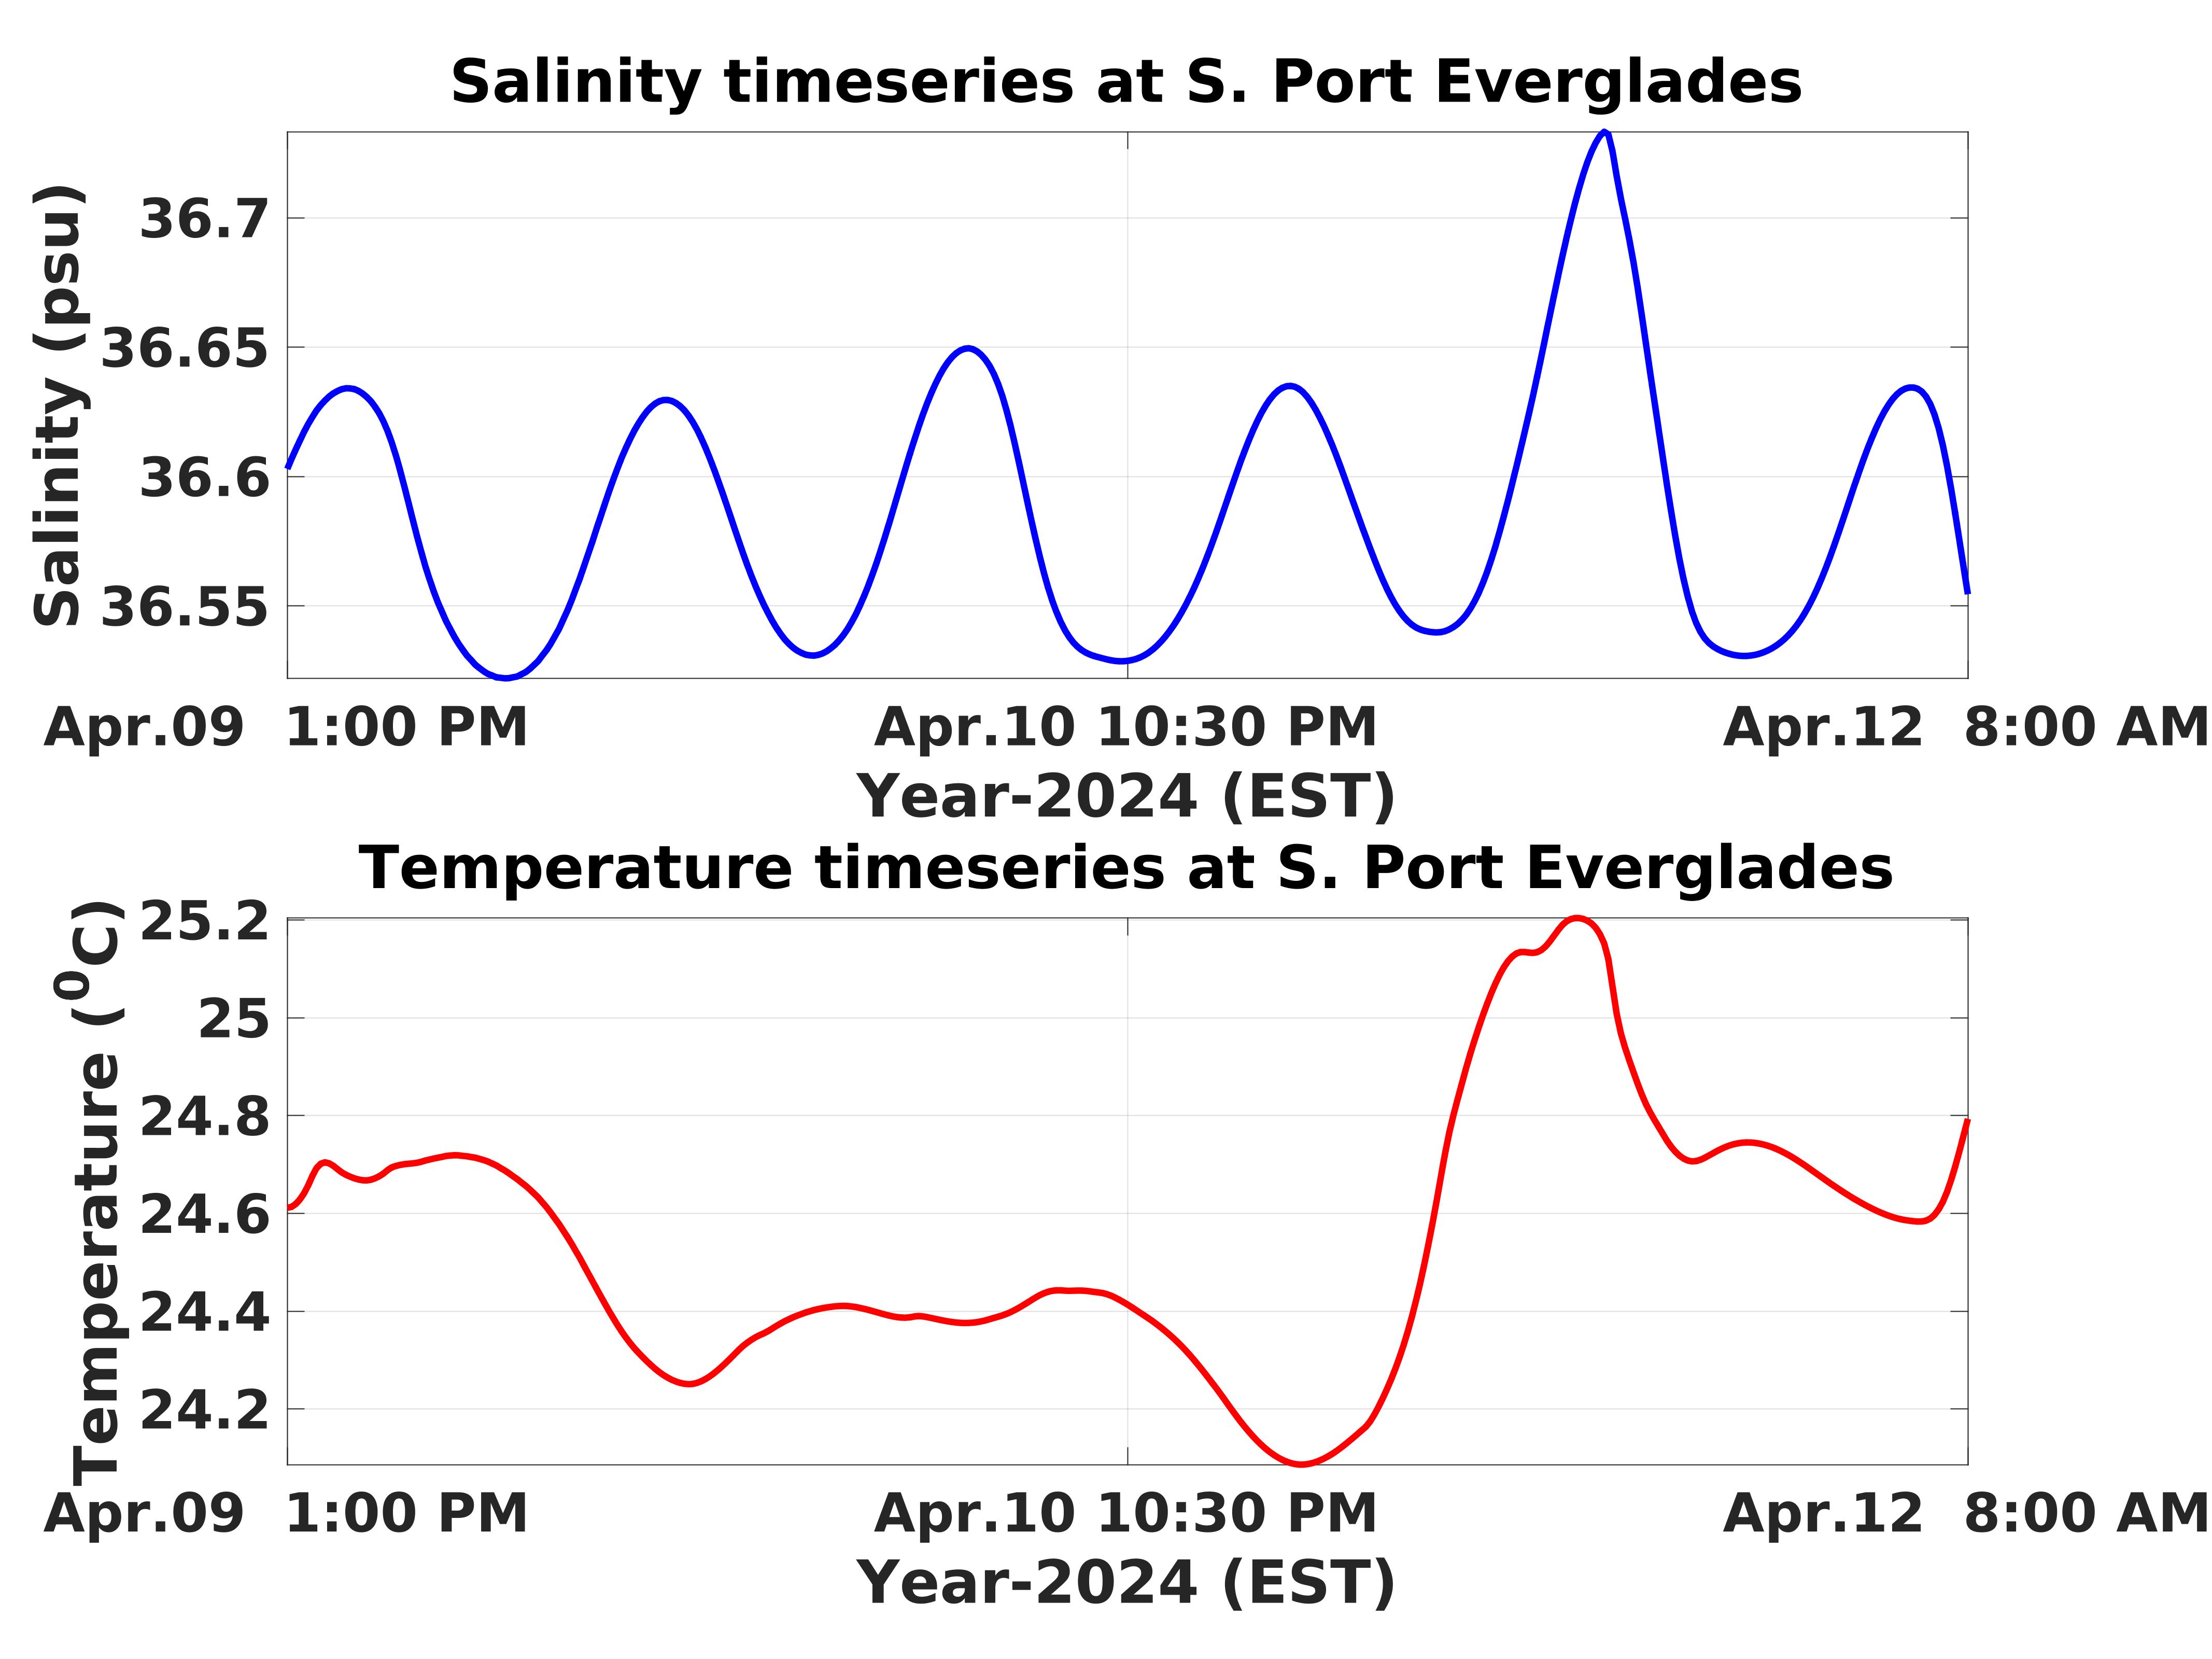 Salinity timeseries at S. Port Everglades
Salinity (psu)
36.7
36.65
36.6
36.55
Apr.09  1:00 PM
Apr.10 10:30 PM
Apr.12  8:00 AM
Year-2024 (EST)
Temperature timeseries at S. Port Everglades
Temperature (⁰C)
25.2
25
24.8
24.6
24.4
24.2
Apr.09  1:00 PM
Apr.10 10:30 PM
Apr.12  8:00 AM
Year-2024 (EST)